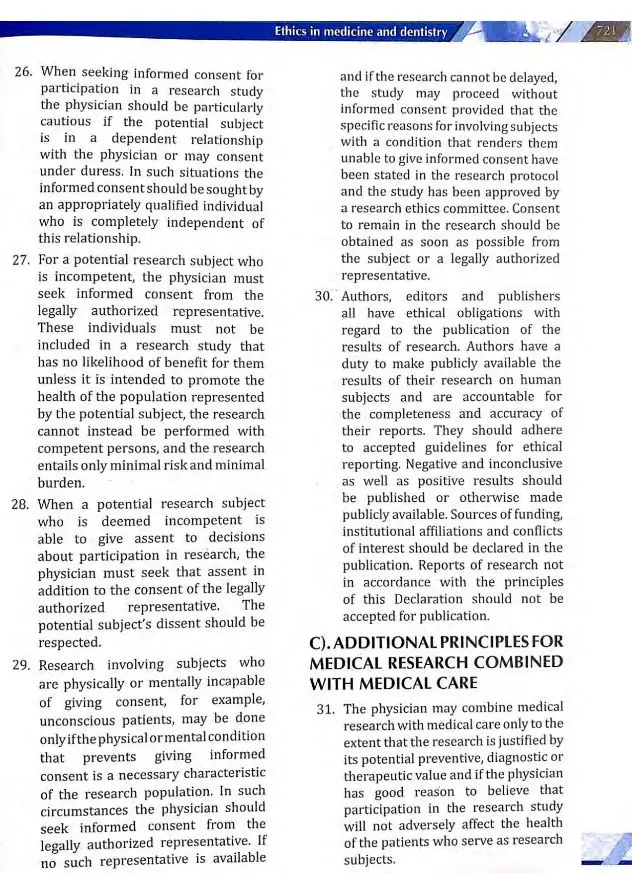 Ethics in medicine and dentistry
721
26. When seeking informed consent for
participation in a research study
the physician should be particularly
cautious if the potential subject
is in a dependent relationship
with the physician or may consent
under duress. In such situations the
informed consent should be sought by
an appropriately qualified individual
who is completely independent of
this relationship.
27. For a potential research subject who
is incompetent, the physician must
seek informed consent from the
legally authorized representative.
These individuals must not be
included in a research study that
has no likelihood of benefit for them
unless it is intended to promote the
health of the population represented
by the potential subject, the research
cannot instead be performed with
competent persons, and the research
entails only minimal risk and minimal
burden.
28. When a potential research subject
who is deemed incompetent is
able to give assent to decisions
about participation in research, the
physician must seek that assent in
addition to the consent of the legally
authorized representative. The
potential subject's dissent should be
respected.
29. Research involving subjects who
are physically or mentally incapable
of giving consent, for example,
unconscious patients, may be done
only if the physical or mental condition
that prevents giving informed
consent is a necessary characteristic
of the research population. In such
circumstances the physician should
seek informed consent from the
legally authorized representative. If
no such representative is available
and if the research cannot be delayed,
the study may proceed without
informed consent provided that the
specific reasons for involving subjects
with a condition that renders them
unable to give informed consent have
been stated in the research protocol
and the study has been approved by
a research ethics committee. Consent
to remain in the research should be
obtained as soon as possible from
the subject or a legally authorized
representative.
30. Authors, editors and publishers
all have ethical obligations with
regard to the publication of the
results of research. Authors have a
duty to make publicly available the
results of their research on human
subjects and are accountable for
the completeness and accuracy of
their reports. They should adhere
to accepted guidelines for ethical
reporting. Negative and inconclusive
as well as positive results should
be published or otherwise made
publicly available. Sources of funding,
institutional affiliations and conflicts
of interest should be declared in the
publication. Reports of research not
in accordance with the principles
of this Declaration should not be
accepted for publication.
C). ADDITIONAL PRINCIPLES FOR
MEDICAL RESEARCH COMBINED
WITH MEDICAL CARE
31. The physician may combine medical
research with medical care only to the
extent that the research is justified by
its potential preventive, diagnostic or
therapeutic value and if the physician
has good reason to believe that
participation in the research study
will not adversely affect the health
of the patients who serve as research
subjects.